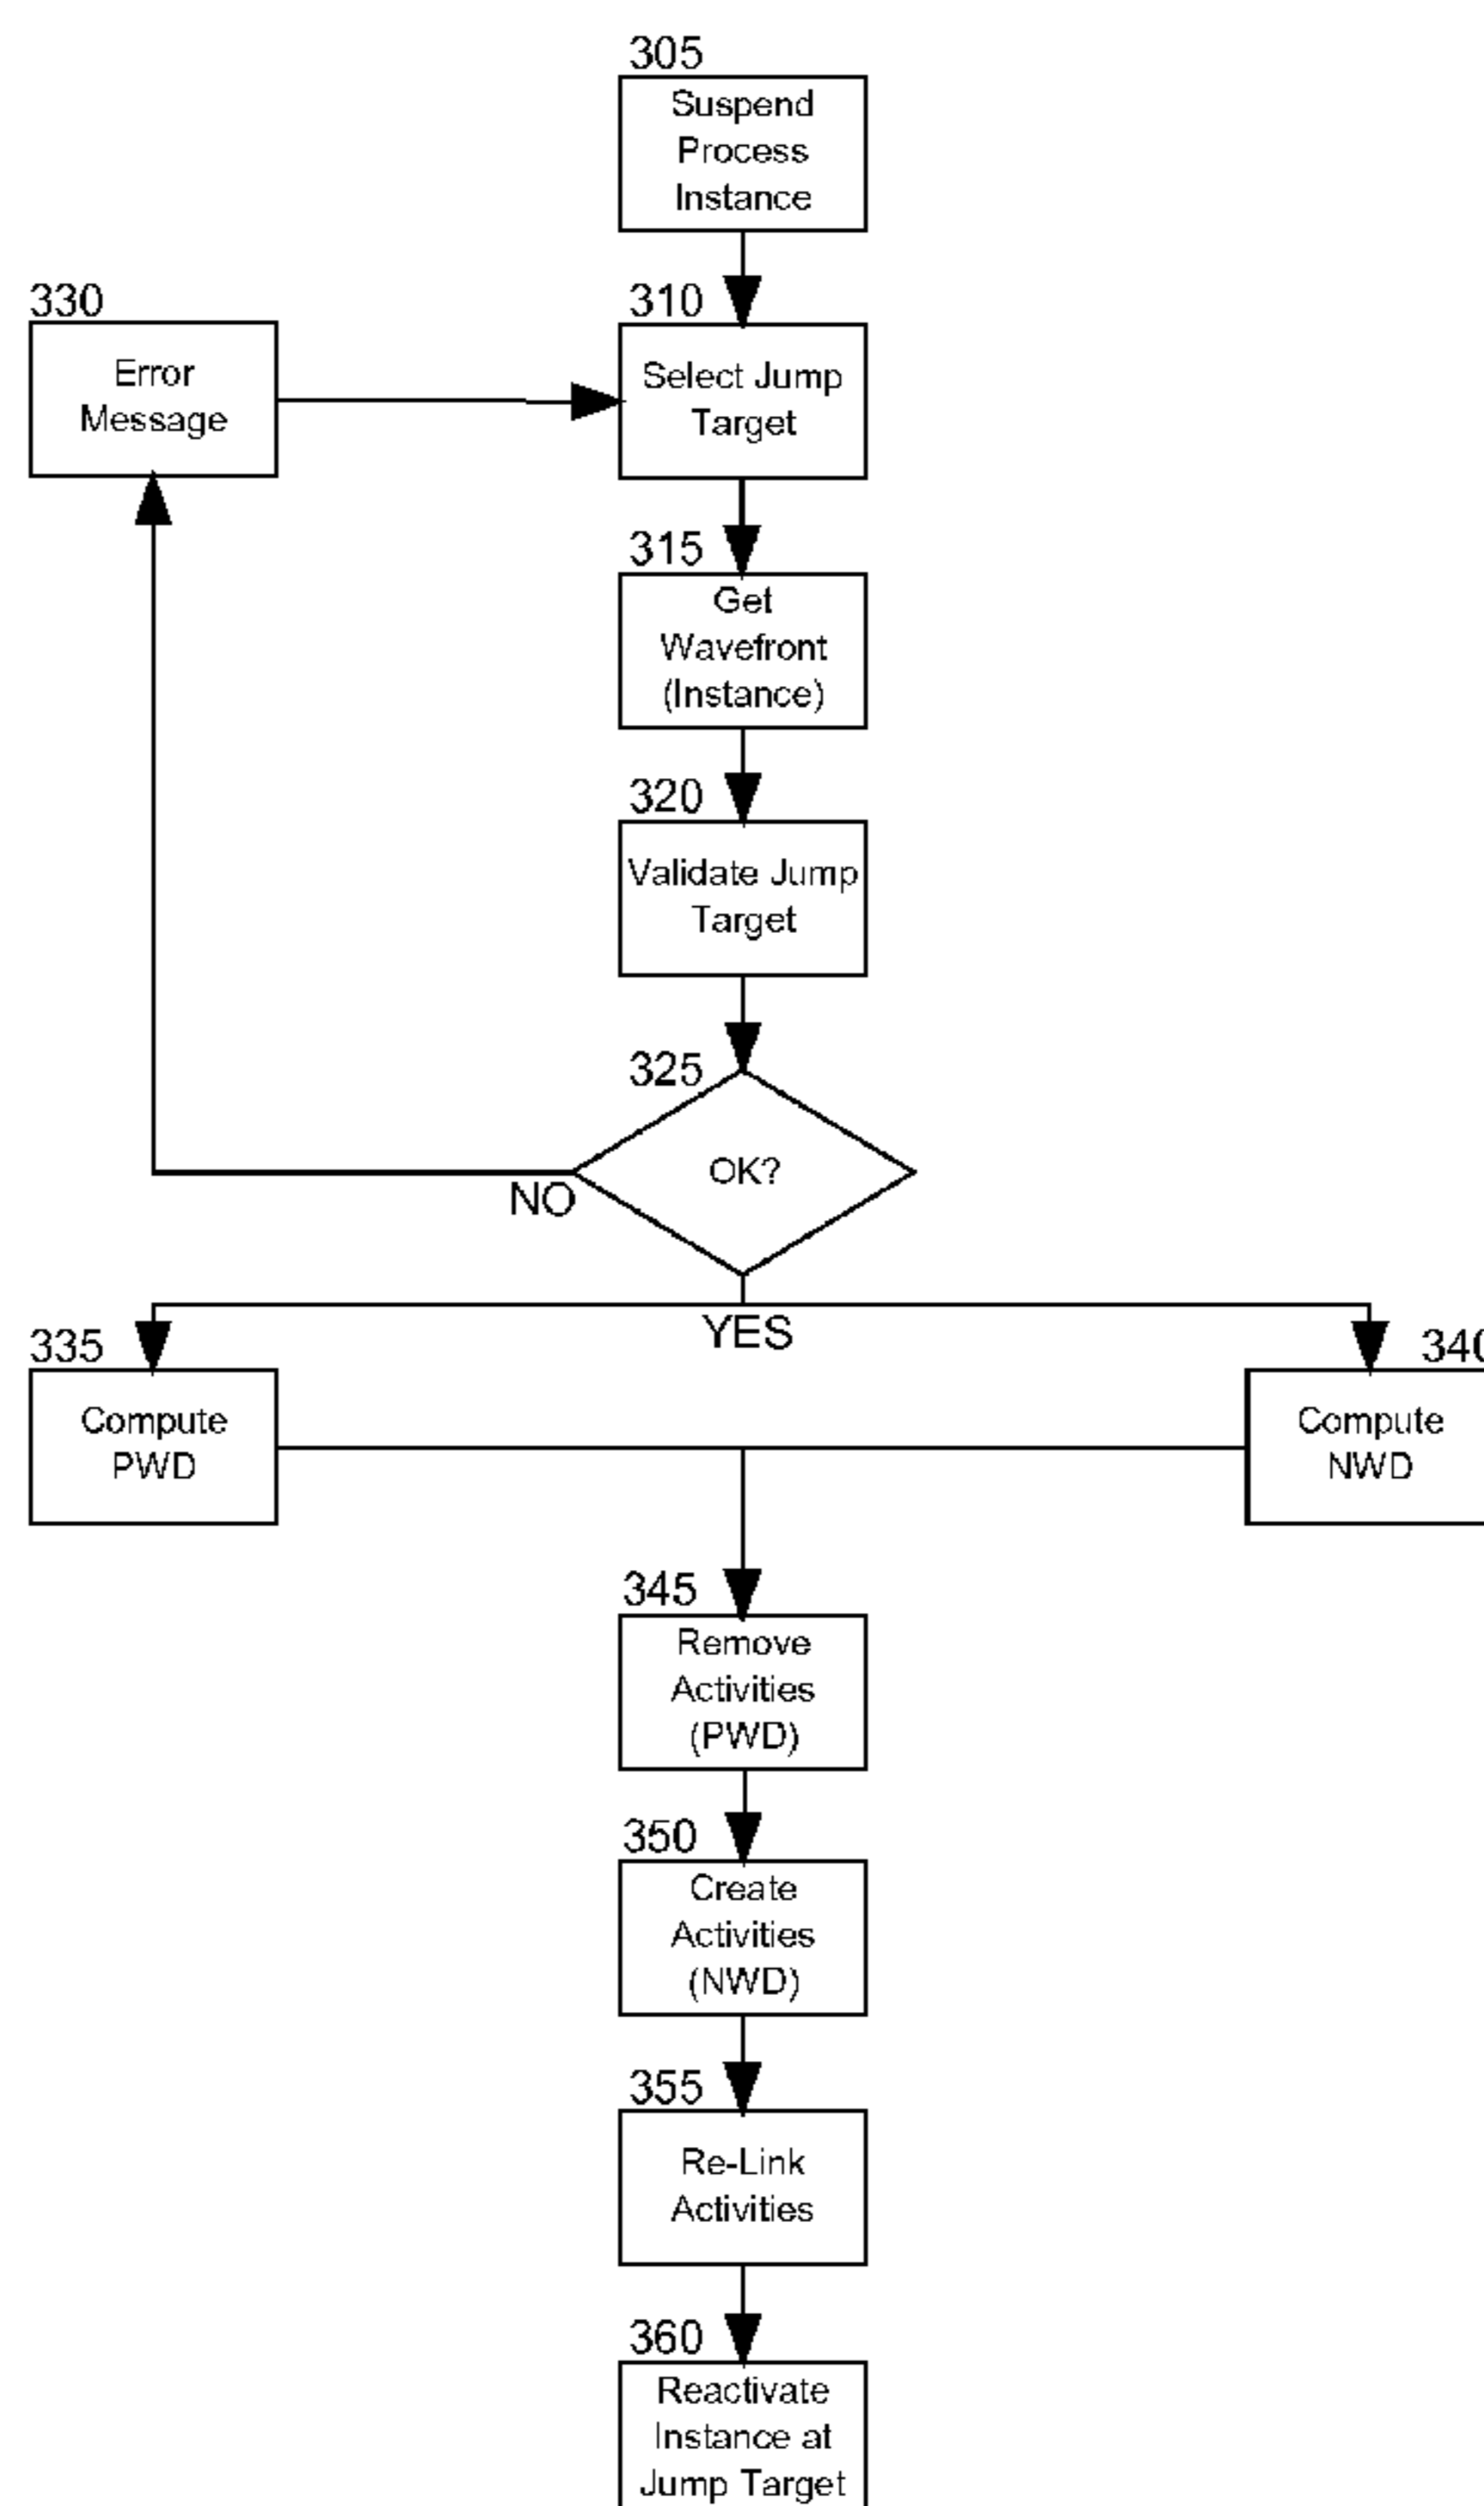 305
Suspend
Process
Instance
330
Error
Message
310
Select Jump
Target
315
Get
Wavefront
(Instance)
320
Validate Jump
Target
325
OK?
NO
YES
335
Compute
PWD
340
Compute
NWD
345
Remove
Activities
(PWD)
350
Create
Activities
(NWD)
355
Re-Link
Activities
360
Reactivate
Instance at
Jump Target